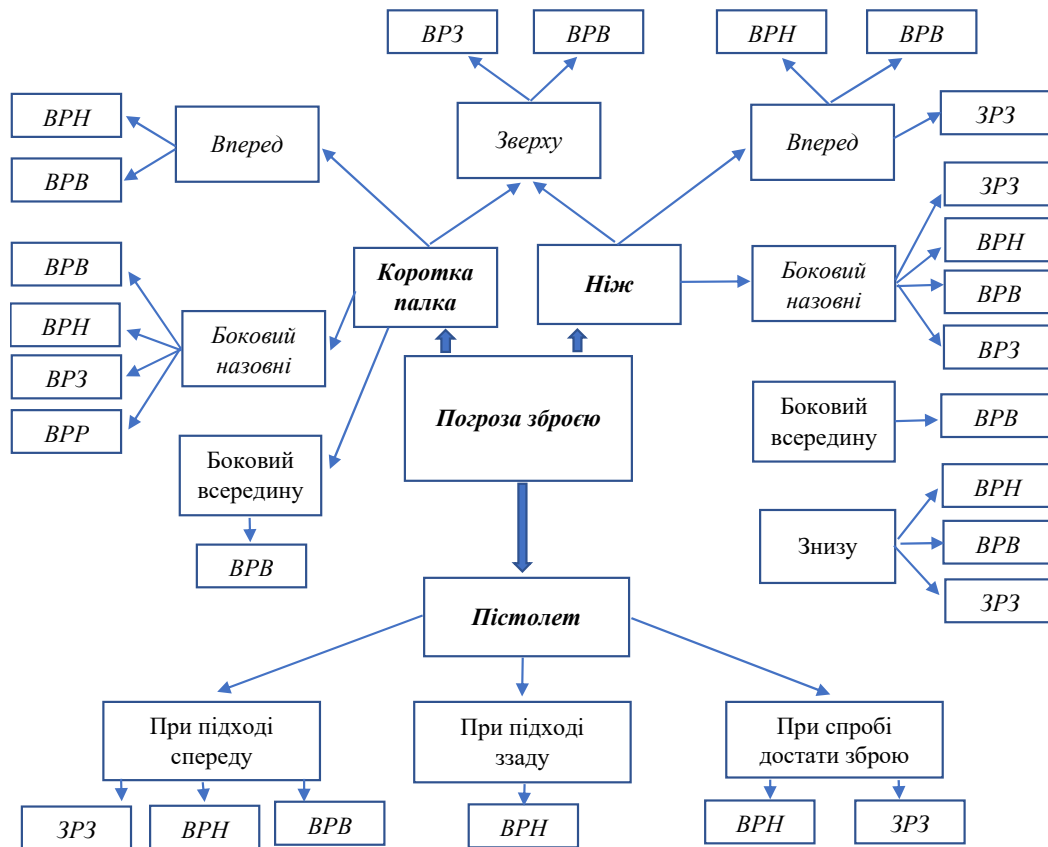 ВРЗ
ВРВ
ВРН
ВРВ
ВРН
ВРВ
Вперед
Зверху
Вперед
ЗРЗ
ЗРЗ
ВРН
ВРВ
ВРЗ
ВРВ
ВРН
ВРЗ
ВРР
Боковий
назовні
Коротка
палка
Ніж
Боковий
назовні
Погроза зброєю
Боковий
всередину
ВРВ
Боковий
всередину
ВРВ
Знизу
ВРН
ВРВ
ЗРЗ
Пістолет
При підході
спереду
При підході
ззаду
При спробі
достати зброю
ЗРЗ
ВРН
ВРВ
ВРН
ВРН
ЗРЗ